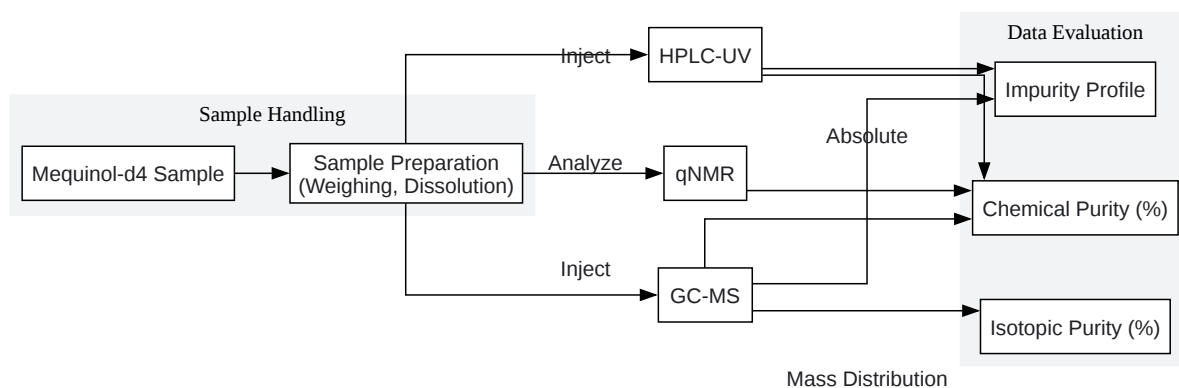 Data Evaluation
Inject
HPLC-UV
Impurity Profile
Sample Handling
Absolute
Mequinol-d4 Sample
Sample Preparation
(Weighing, Dissolution)
Analyze
qNMR
Chemical Purity (%)
Inject
GC-MS
Isotopic Purity (%)
Mass Distribution